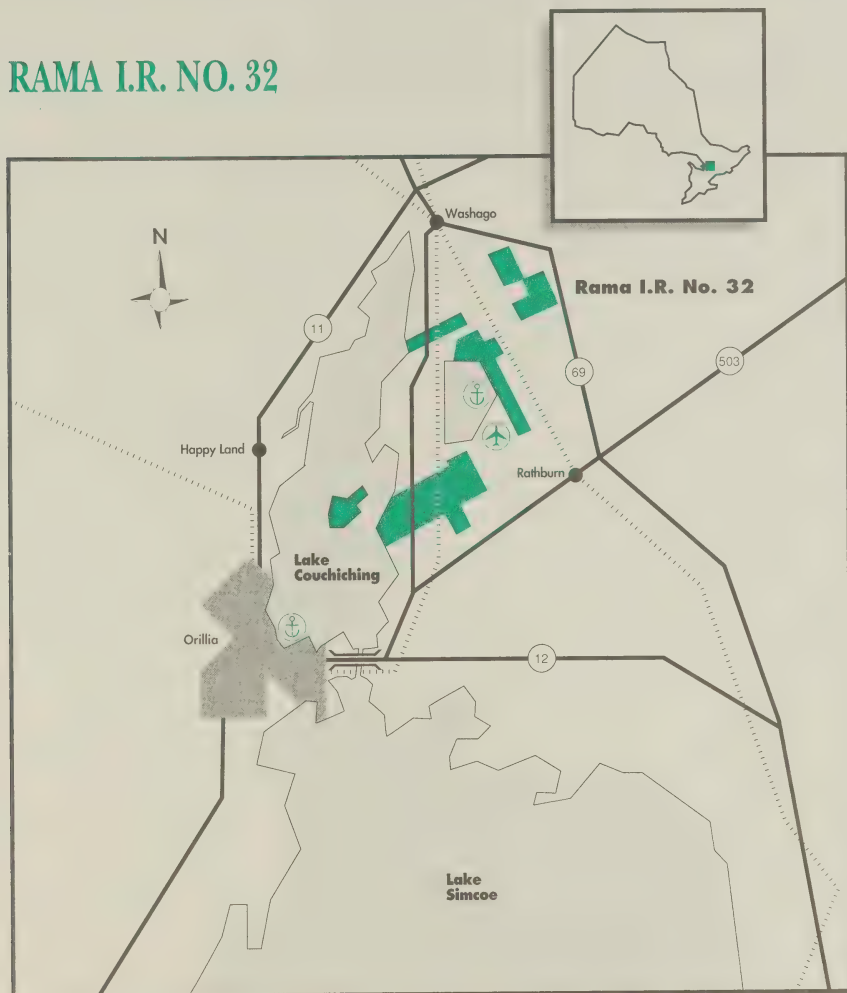 RAMA I.R. NO. 32
N
Washago
Rama I.R. No. 32
11
503
69
Happy Land
Rathburn
Lake
Couchiching
Orillia
12
Lake
Simcoe